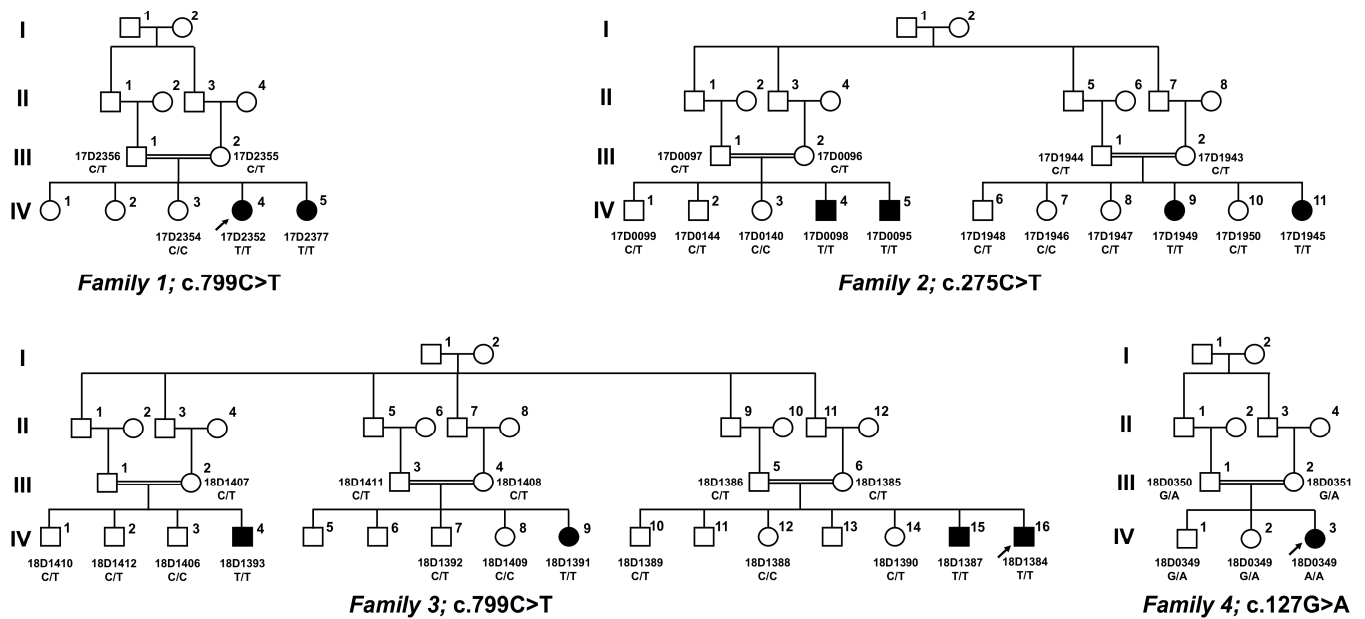 I 1 2
II 1 2 3 4
1 2
III 17D2356 17D2355
C/T C/T
IV 1 2 3 4 5
17D2354 17D2352 17D2377
C/C T/T T/T
Family 1; c.799C>T
I 1 2
II 1 2 3 4 5 6 7 8
1 2 1 2
III 17D0097 17D0096 17D1944 17D1943
C/T C/T C/T C/T
IV 1 2 3 4 5 6 7 8 9 10 11
17D0099 17D0144 17D0140 17D0098 17D0095 17D1948 17D1946 17D1947 17D1949 17D1950 17D1945
C/T C/T C/C T/T T/T C/T C/C C/T T/T C/T T/T
Family 2; c.275C>T
I 1 2
II 1 2 3 4 5 6 7 8 9 10 11 12
1 2 3 4 5 6
III 18D1407 18D1411 18D1408 18D1386 18D1385
C/T C/T C/T C/T C/T
IV 1 2 3 4 5 6 7 8 9 10 11 12 13 14 15 16
18D1410 18D1412 18D1406 18D1393 18D1392 18D1409 18D1391 18D1389 18D1388 18D1390 18D1387 18D1384
C/T C/T C/C T/T C/T C/C T/T C/T C/C C/T T/T T/T
Family 3; c.799C>T
I 1 2
II 1 2 3 4
1 2
III 18D0350 18D0351
G/A G/A
IV 1 2 3
18D0349 18D0349 18D0349
G/A G/A A/A
Family 4; c.127G>A